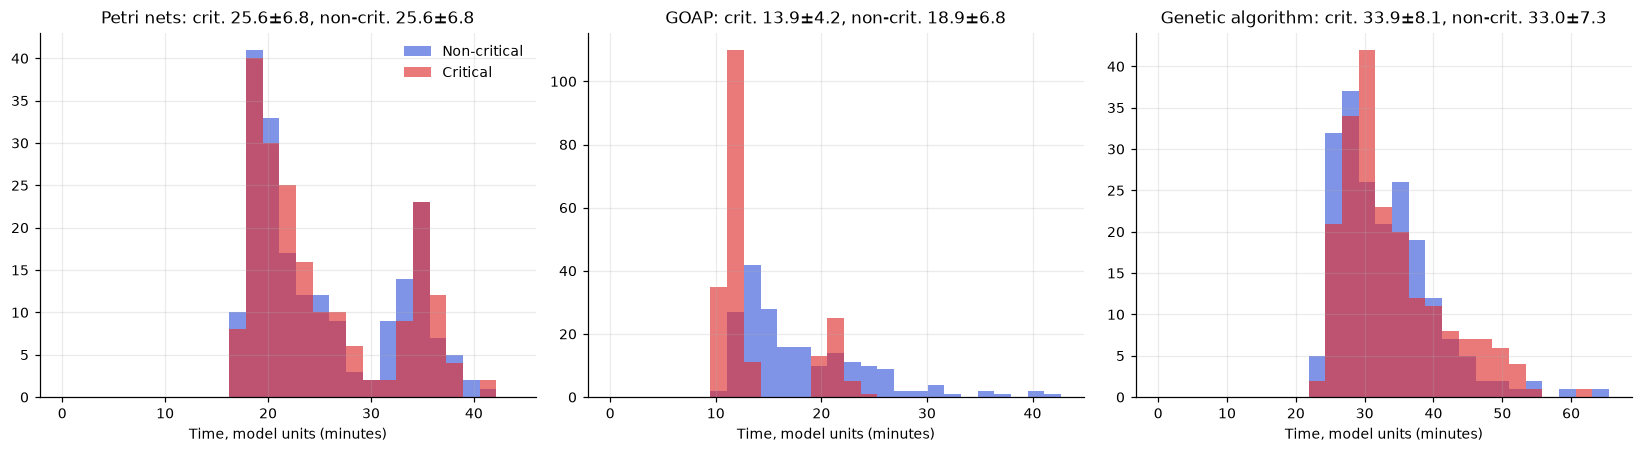 Petri nets: crit. 25.6±6.8, non-crit. 25.6±6.8
Non-critical
Critical
40
35
30
25
20
15
10
5
0
0 10 20 30 40
Time, model units (minutes)
GOAP: crit. 13.9±4.2, non-crit. 18.9±6.8
100
80
60
40
20
0
0 10 20 30 40
Time, model units (minutes)
Genetic algorithm: crit. 33.9±8.1, non-crit. 33.0±7.3
40
35
30
25
20
15
10
5
0
0 10 20 30 40 50 60
Time, model units (minutes)